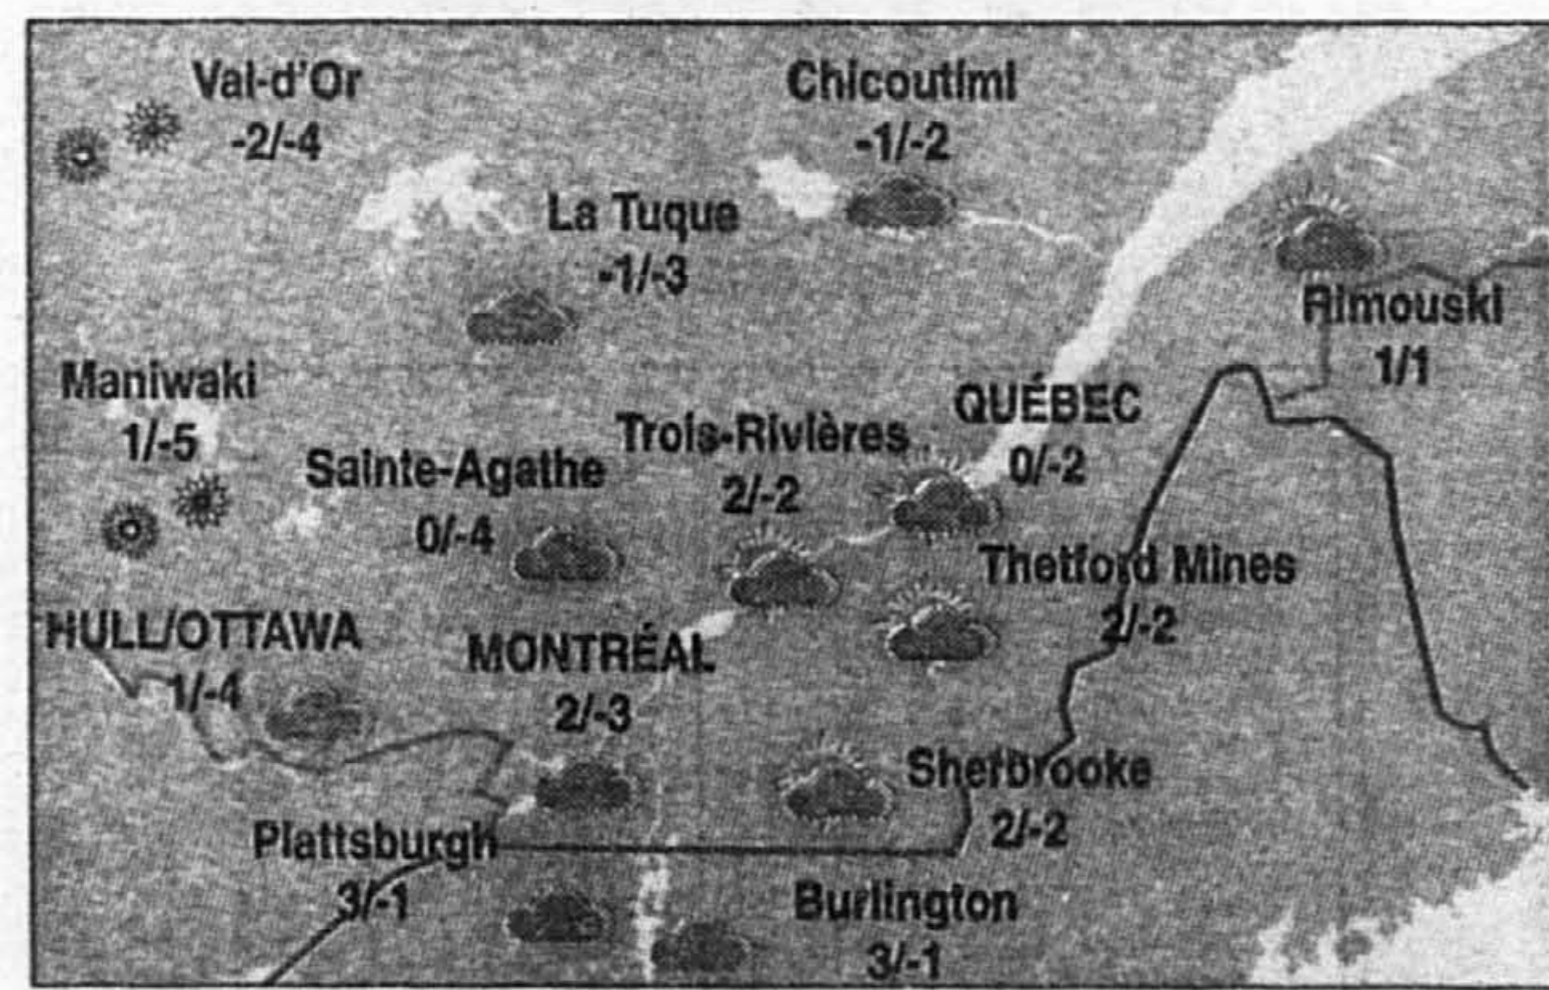 Val-d'Or
-2/-4
Chicoutimi
-1/-2
La Tuque
-1/-3
Rimouski
1/1
Maniwaki
1/-5
QUÉBEC
0/-2
Trois-Rivières
2/-2
Sainte-Agathe
0/-4
Thetford Mines
2/-2
HULL/OTTAWA
1/-4
MONTRÉAL
2/-3
Sherbrooke
2/-2
Plattsburgh
3/-1
Burlington
3/-1